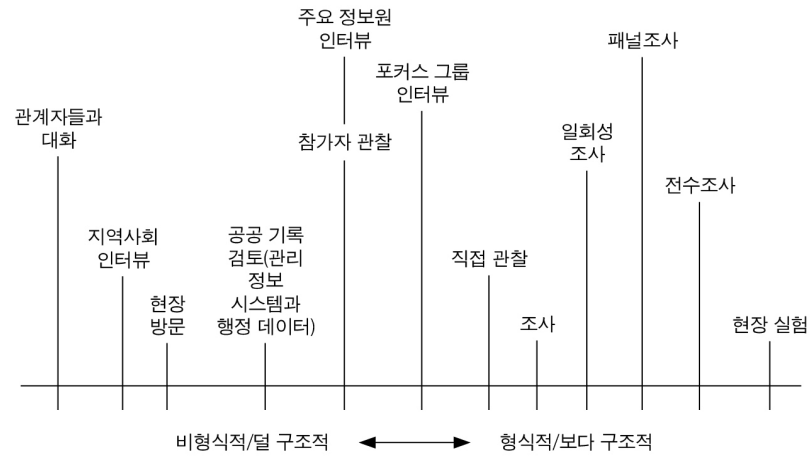 주요 정보원
인터뷰
패널조사
포커스 그룹
인터뷰
관계자들과
대화
참가자 관찰
일회성
조사
전수조사
지역사회
인터뷰
공공 기록
검토(관리
정보
시스템과
행정 데이터)
직접 관찰
현장
방문
조사
현장 실험
비형식적/덜 구조적
형식적/보다 구조적